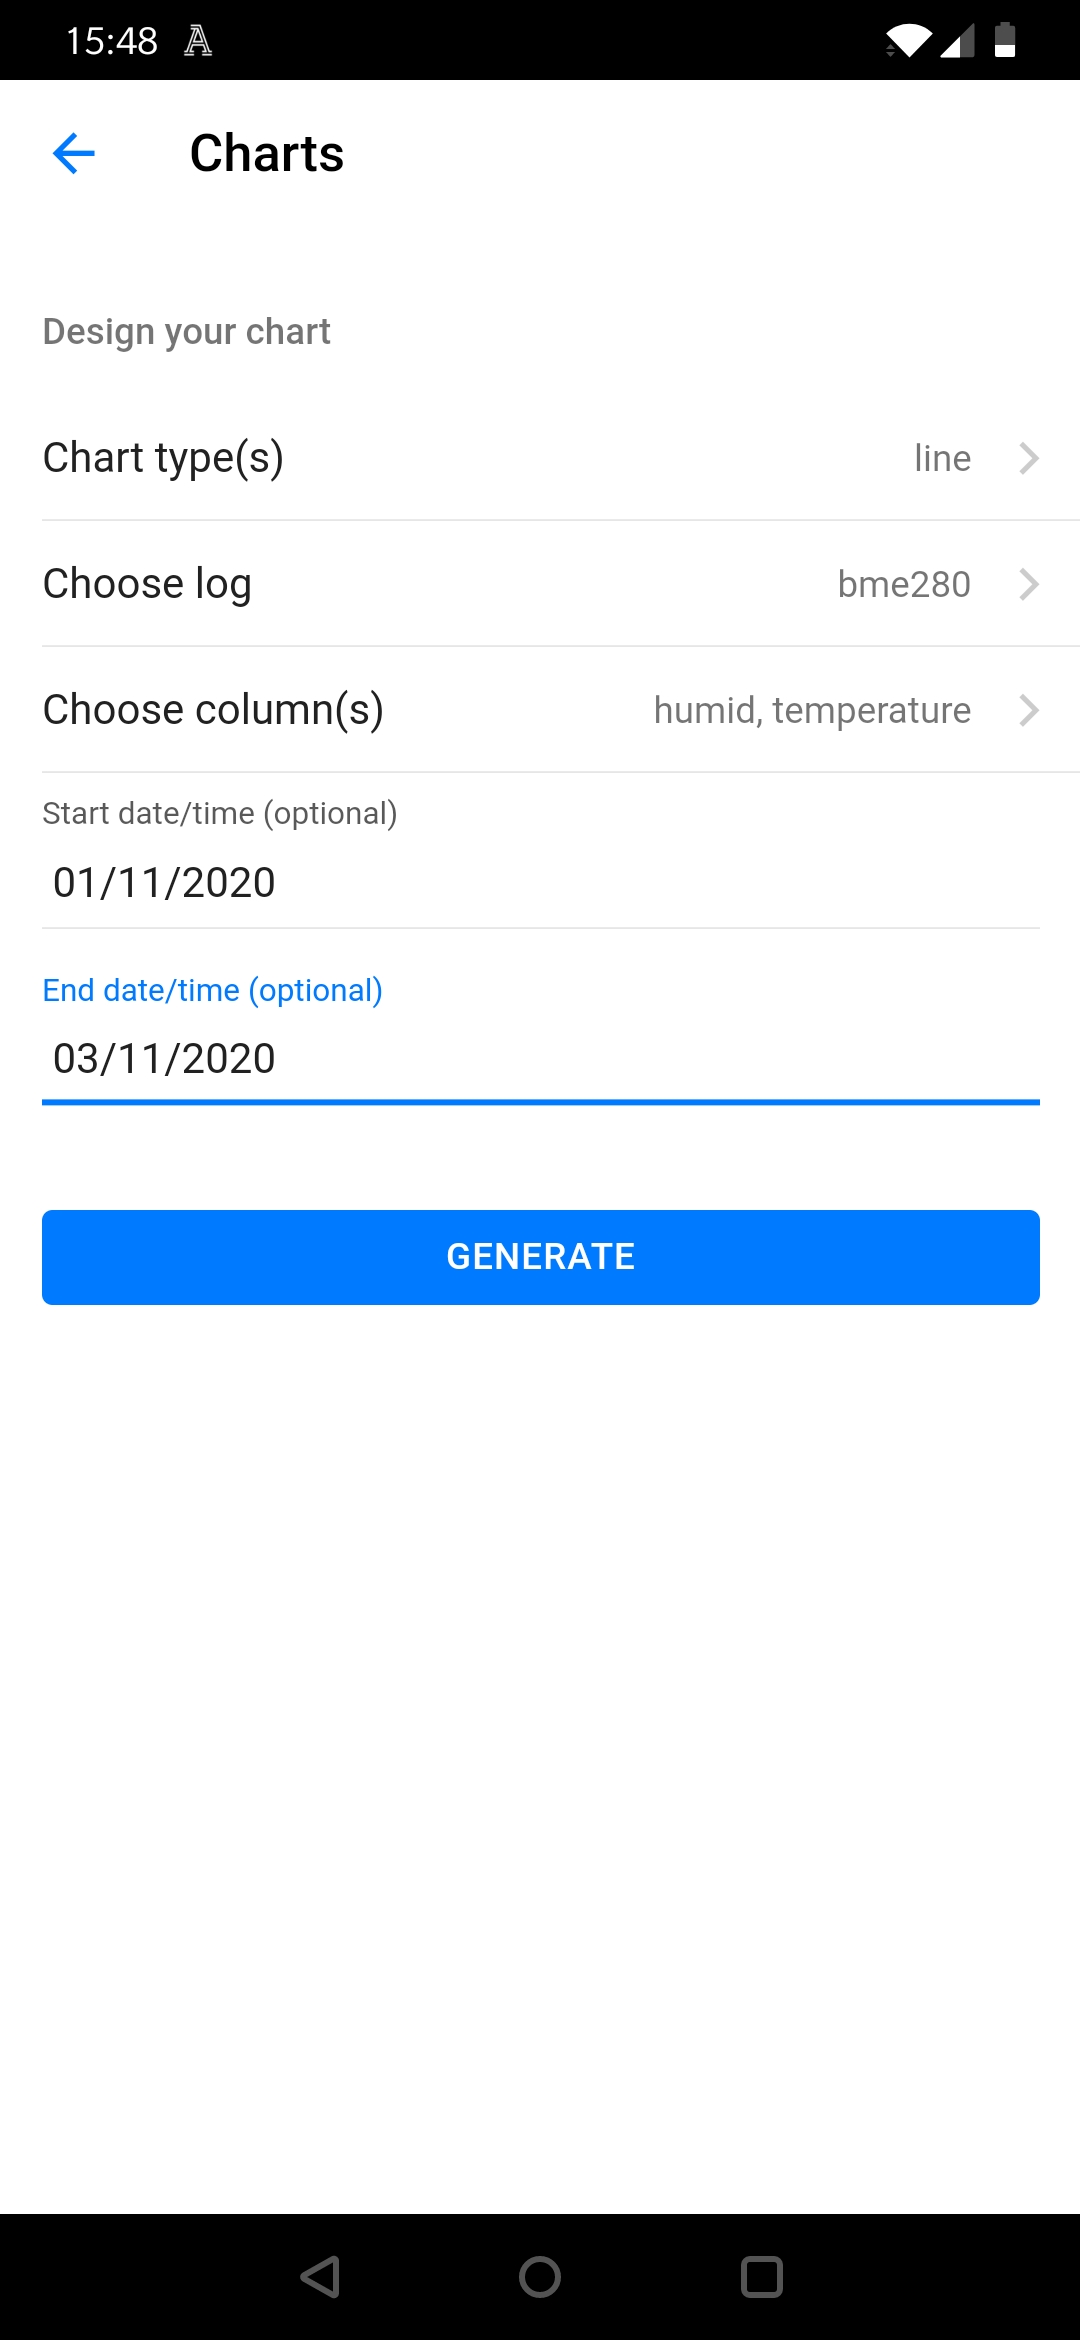 15:48 A
Charts
Design your chart
Chart type(s) line
Choose log bme280
Choose column(s) humid, temperature
Start date/time (optional)
01/11/2020
End date/time (optional)
03/11/2020
GENERATE